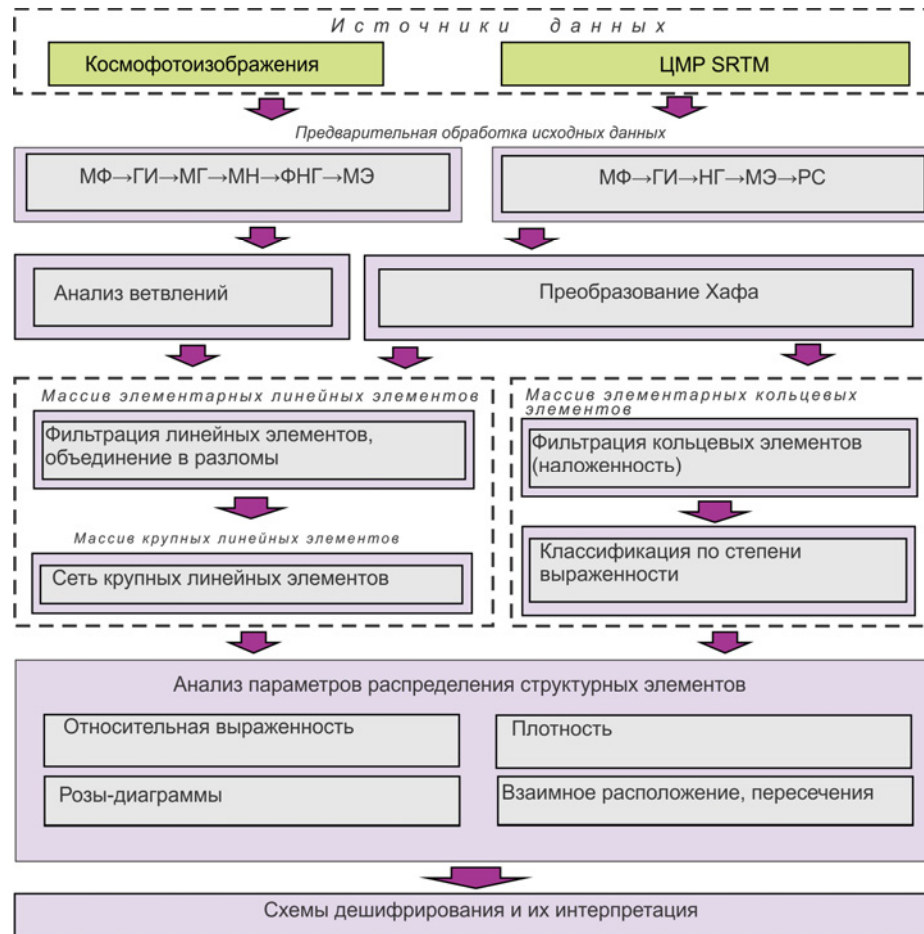 Источники данных
Космофотоизображения
ЦМР SRTM
Предварительная обработка исходных данных
МФ→ГИ→МГ→МН→ФНГ→МЭ
МФ→ГИ→НГ→МЭ→РС
Анализ ветвлений
Преобразование Хафа
Массив элементарных линейных элементов
Фильтрация линейных элементов,
объединение в разломы
Массив крупных линейных элементов
Сеть крупных линейных элементов
Массив элементарных кольцевых
элементов
Фильтрация кольцевых элементов
(наложенность)
Классификация по степени
выраженности
Анализ параметров распределения структурных элементов
Относительная выраженность
Плотность
Розы-диаграммы
Взаимное расположение, пересечения
Схемы дешифрирования и их интерпретация